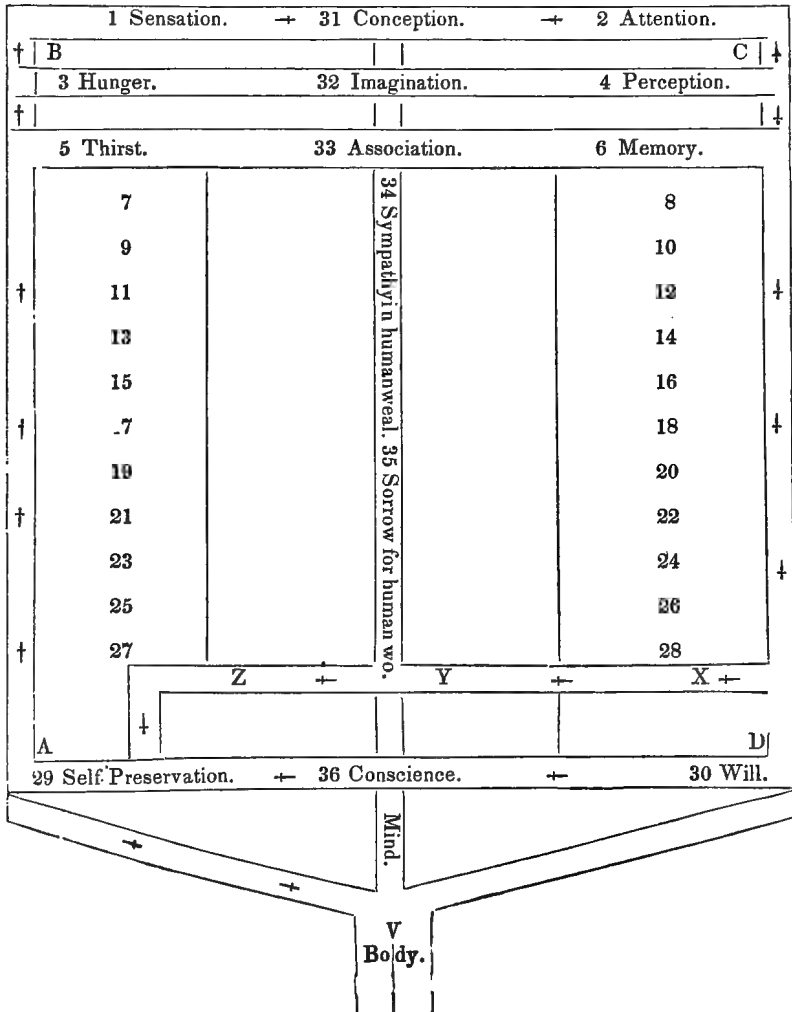 1 Sensation. 31 Conception. 2 Attention.
B C
3 Hunger. 32 Imagination. 4 Perception.
5 Thirst. 33 Association. 6 Memory.
34 Sympathy in human weal. 35 Sorrow for human wo.
7 8
9 10
11 12
13 14
15 16
.7 18
19 20
21 22
23 24
25 26
27 28
Z Y X
A D
29 Self Preservation. 36 Conscience. 30 Will.
Mind.
V
Body.